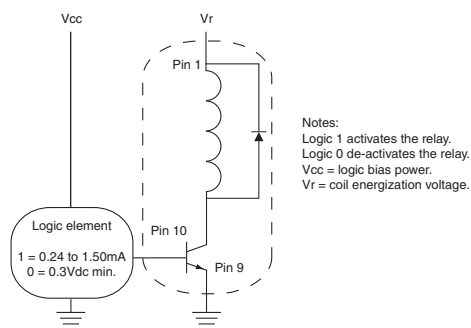 Vcc
Vr
Pin 1
Notes:
Logic 1 activates the relay.
Logic 0 de-activates the relay.
Vcc = logic bias power.
Vr = coil energization voltage.
Logic element
1 = 0.24 to 1.50mA
0 = 0.3Vdc min.
Pin 10
Pin 9